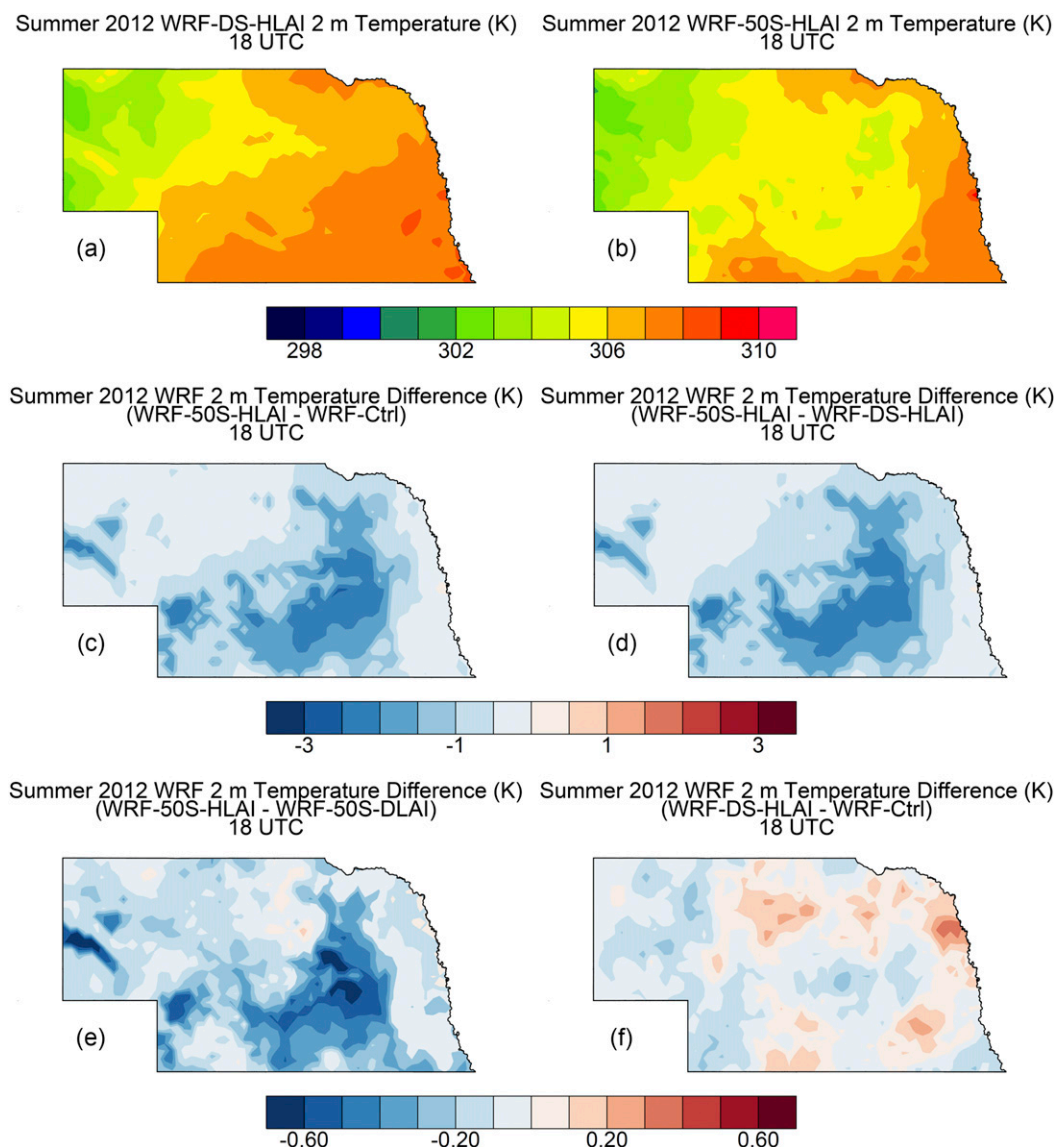 Summer 2012 WRF-DS-HLAI 2 m Temperature (K)
18 UTC
Summer 2012 WRF-50S-HLAI 2 m Temperature (K)
18 UTC
(a)
(b)
298 302 306 310
Summer 2012 WRF 2 m Temperature Difference (K)
(WRF-50S-HLAI - WRF-Ctrl)
18 UTC
Summer 2012 WRF 2 m Temperature Difference (K)
(WRF-50S-HLAI - WRF-DS-HLAI)
18 UTC
(c)
(d)
-3 -1 1 3
Summer 2012 WRF 2 m Temperature Difference (K)
(WRF-50S-HLAI - WRF-50S-DLAI)
18 UTC
Summer 2012 WRF 2 m Temperature Difference (K)
(WRF-DS-HLAI - WRF-Ctrl)
18 UTC
(e)
(f)
-0.60 -0.20 0.20 0.60